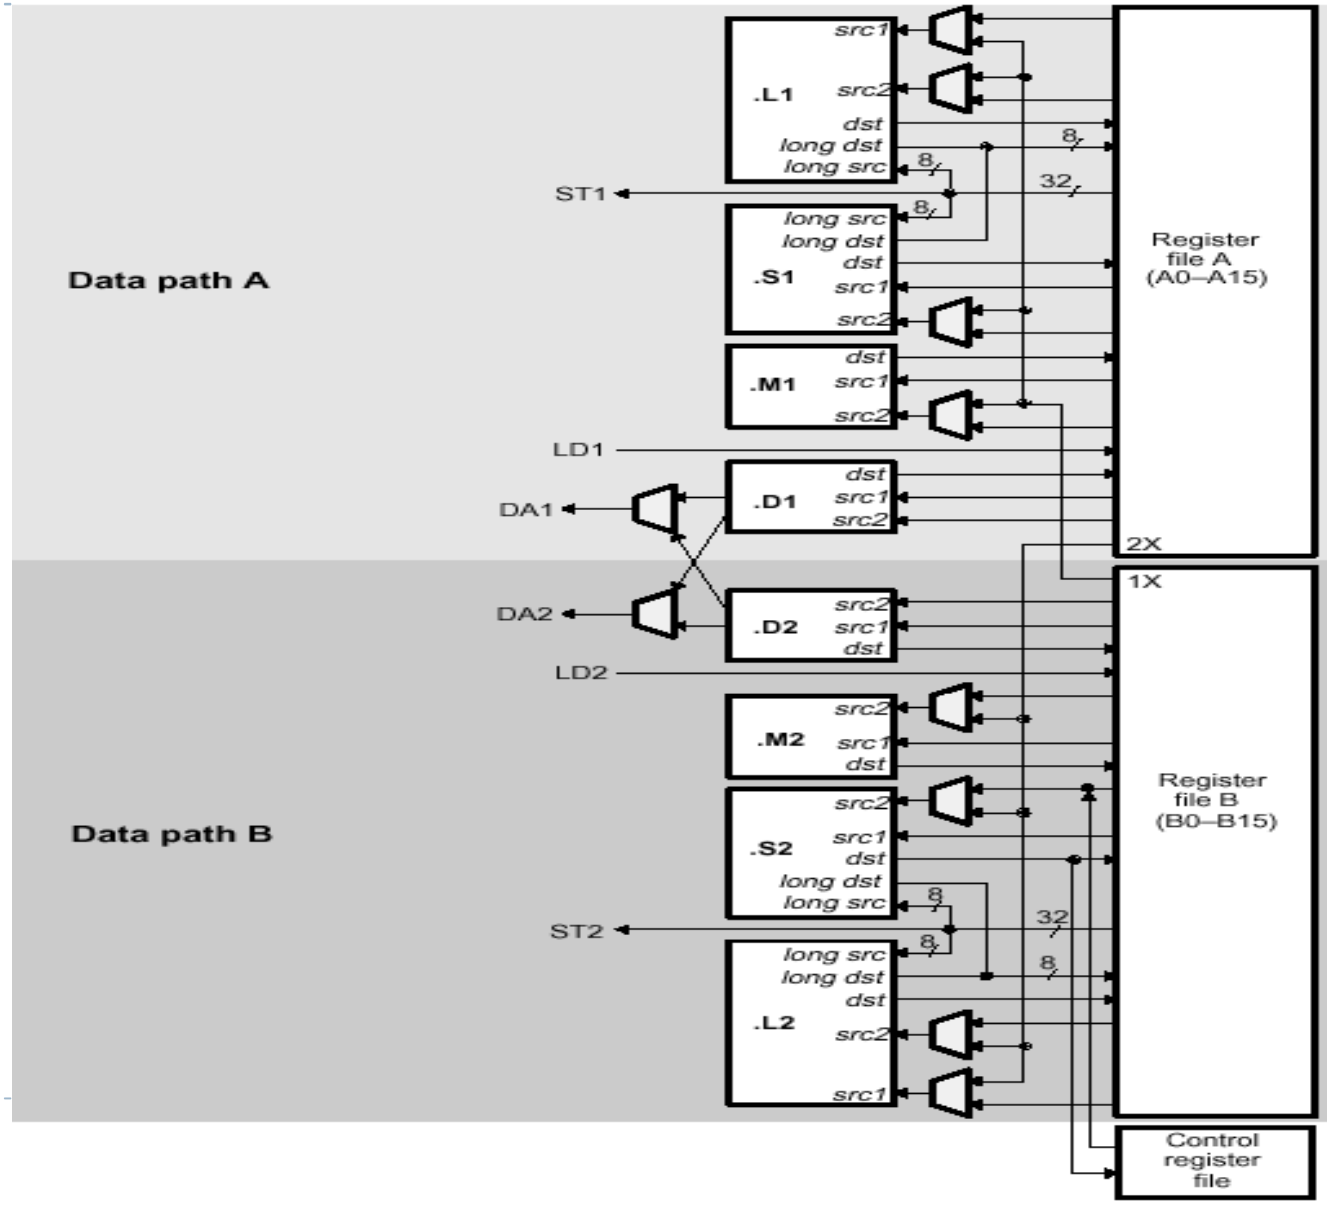 src1
.L1
src2
dst
long dst
8
long src
8
ST1
32
8
long src
long dst
dst
.S1
src1
src2
Register
file A
(A0–A15)
Data path A
dst
.M1
src1
src2
LD1
dst
DA1
.D1
src1
src2
2X
1X
DA2
src2
.D2
src1
dst
LD2
src2
.M2
src1
dst
src2
src1
.S2
dst
long dst
long src
8
Register
file B
(B0–B15)
Data path B
ST2
32
8
long src
long dst
8
dst
.L2
src2
src1
Control
register
file